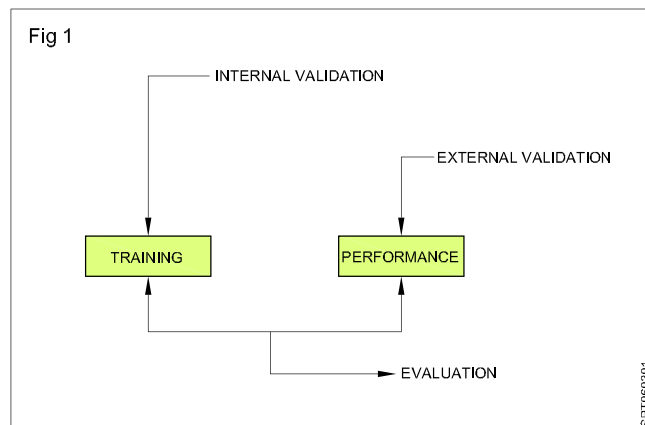 Fig 1
INTERNAL VALIDATION
EXTERNAL VALIDATION
TRAINING
PERFORMANCE
EVALUATION